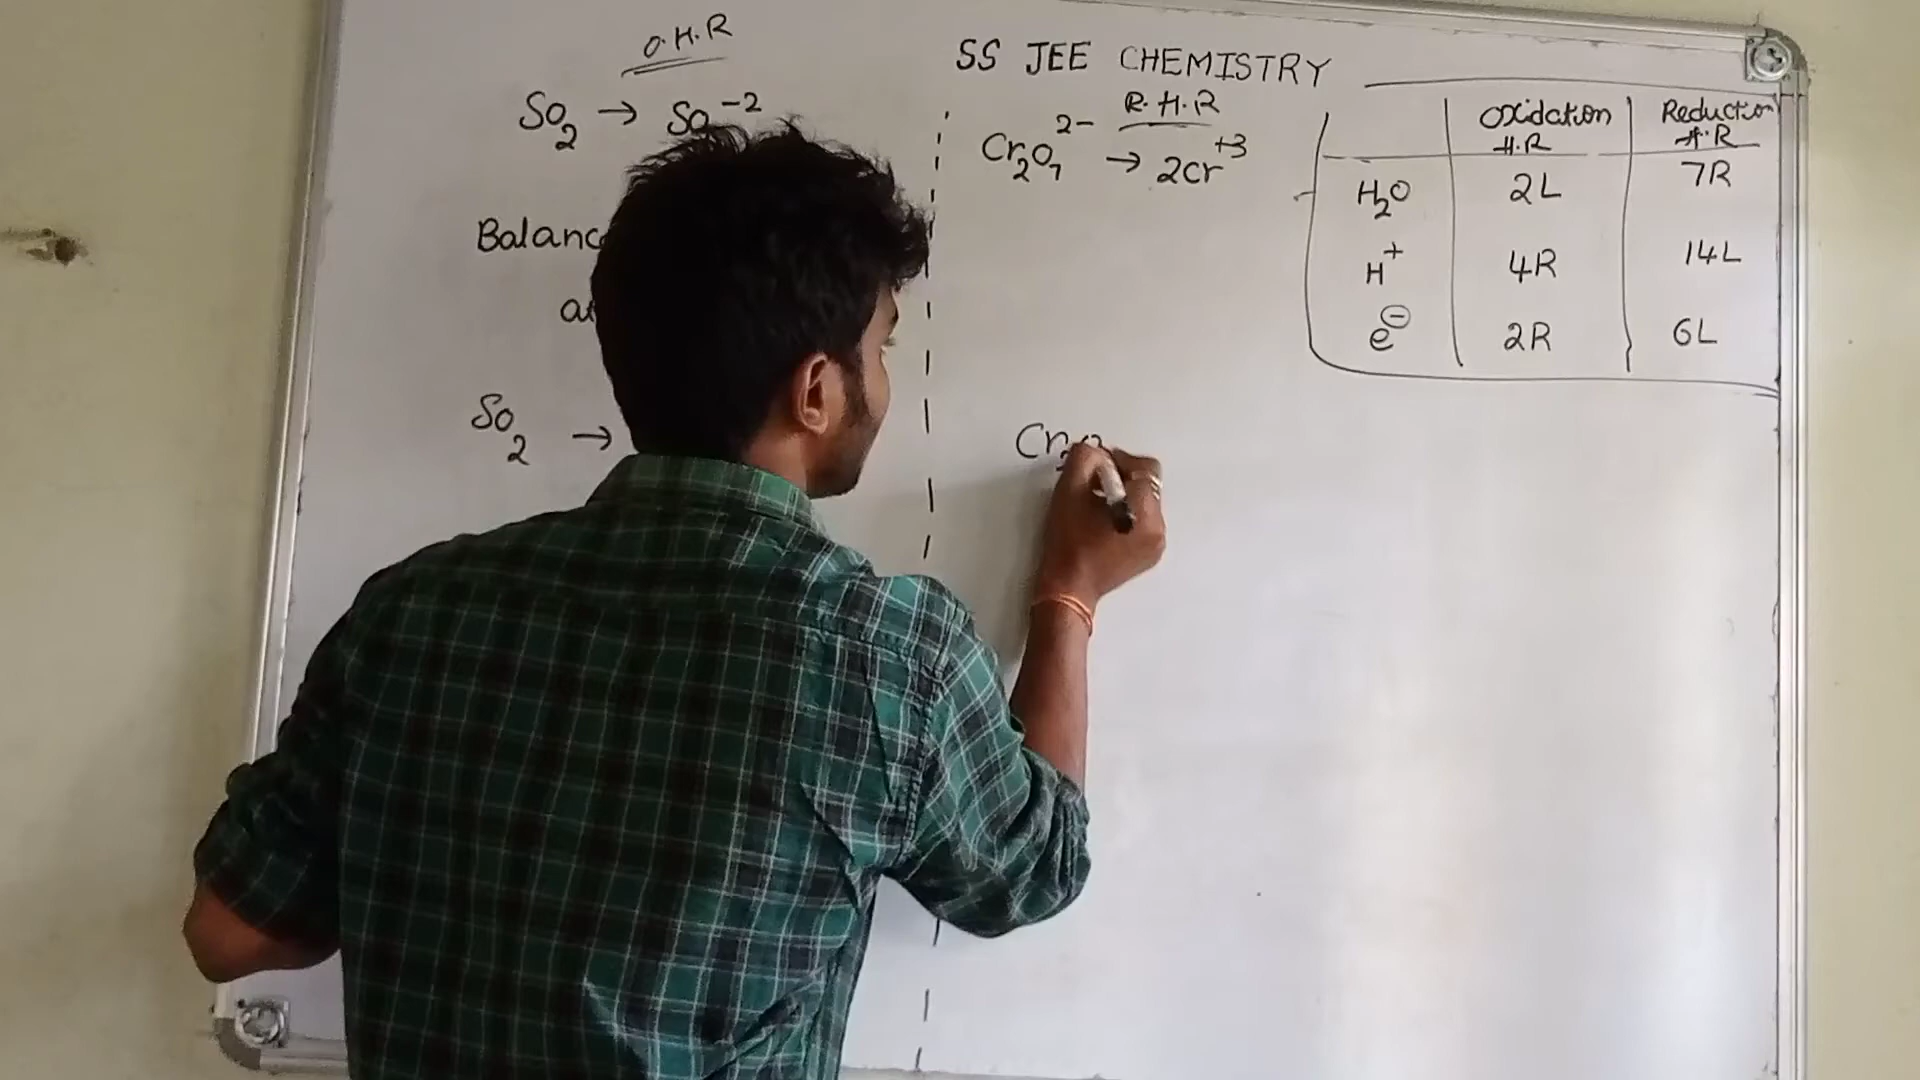 O.H.R
SO2 → SO -2
Balanc
SO2 →
SS JEE CHEMISTRY
R.H.R
Cr2O7 2- → 2Cr +3
Oxidation H.R Reduction H.R
H2O 2L 7R
H+ 4R 14L
e⊖ 2R 6L
Cr2O